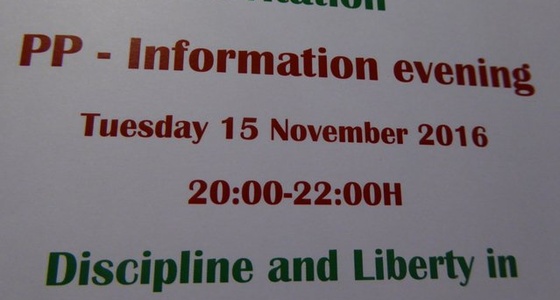 PP - Information evening
Tuesday 15 November 2016
20:00-22:00H
Discipline and Liberty in